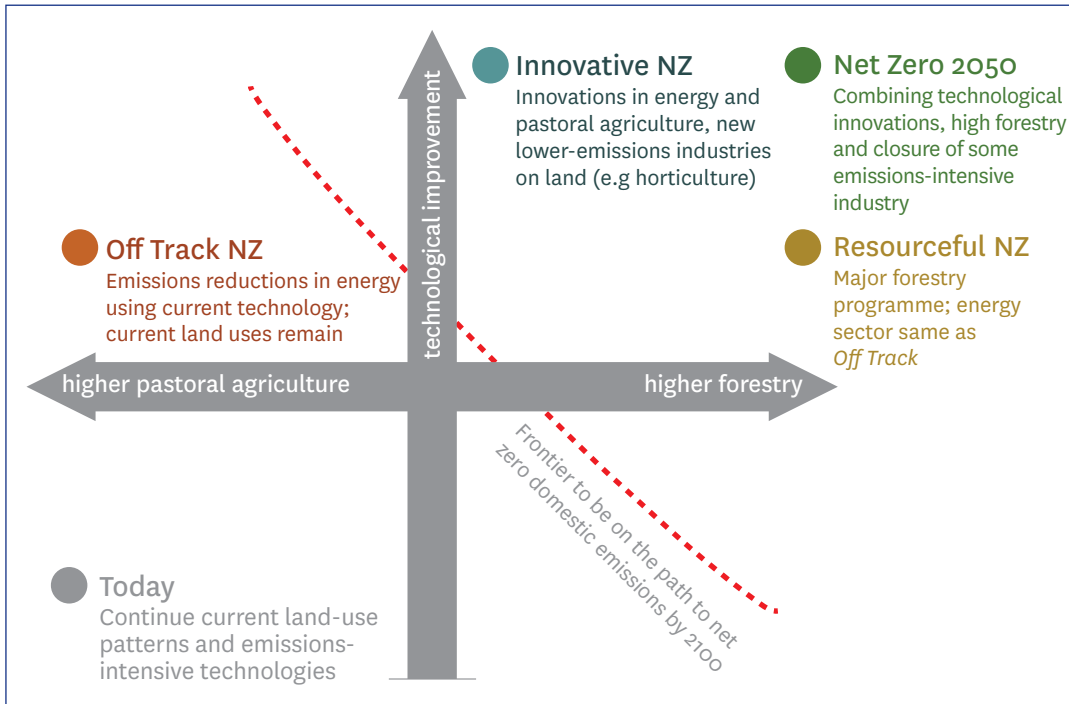 technological improvement
Innovative NZ
Innovations in energy and
pastoral agriculture, new
lower-emissions industries
on land (e.g horticulture)
Net Zero 2050
Combining technological
innovations, high forestry
and closure of some
emissions-intensive
industry
Off Track NZ
Emissions reductions in energy
using current technology;
current land uses remain
Resourceful NZ
Major forestry
programme; energy
sector same as
Off Track
higher pastoral agriculture
higher forestry
Frontier to be on the path to net
zero domestic emissions by 2100
Today
Continue current land-use
patterns and emissions-
intensive technologies